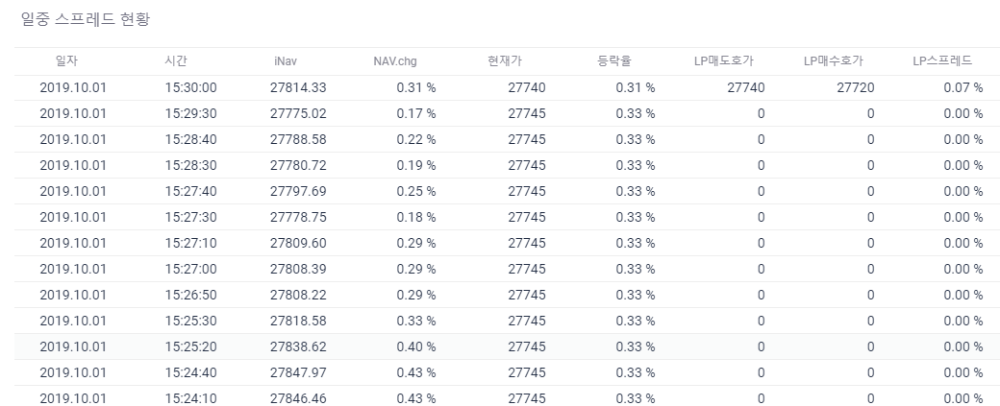 일중 스프레드 현황
일자 시간 iNav NAV.chg 현재가 등락율 LP매도호가 LP매수호가 LP스프레드
2019.10.01 15:30:00 27814.33 0.31 % 27740 0.31 % 27740 27720 0.07 %
2019.10.01 15:29:30 27775.02 0.17 % 27745 0.33 % 0 0 0.00 %
2019.10.01 15:28:40 27788.58 0.22 % 27745 0.33 % 0 0 0.00 %
2019.10.01 15:28:30 27780.72 0.19 % 27745 0.33 % 0 0 0.00 %
2019.10.01 15:27:40 27797.69 0.25 % 27745 0.33 % 0 0 0.00 %
2019.10.01 15:27:30 27778.75 0.18 % 27745 0.33 % 0 0 0.00 %
2019.10.01 15:27:10 27809.60 0.29 % 27745 0.33 % 0 0 0.00 %
2019.10.01 15:27:00 27808.39 0.29 % 27745 0.33 % 0 0 0.00 %
2019.10.01 15:26:50 27808.22 0.29 % 27745 0.33 % 0 0 0.00 %
2019.10.01 15:25:30 27818.58 0.33 % 27745 0.33 % 0 0 0.00 %
2019.10.01 15:25:20 27838.62 0.40 % 27745 0.33 % 0 0 0.00 %
2019.10.01 15:24:40 27847.97 0.43 % 27745 0.33 % 0 0 0.00 %
2019.10.01 15:24:10 27846.46 0.43 % 27745 0.33 % 0 0 0.00 %